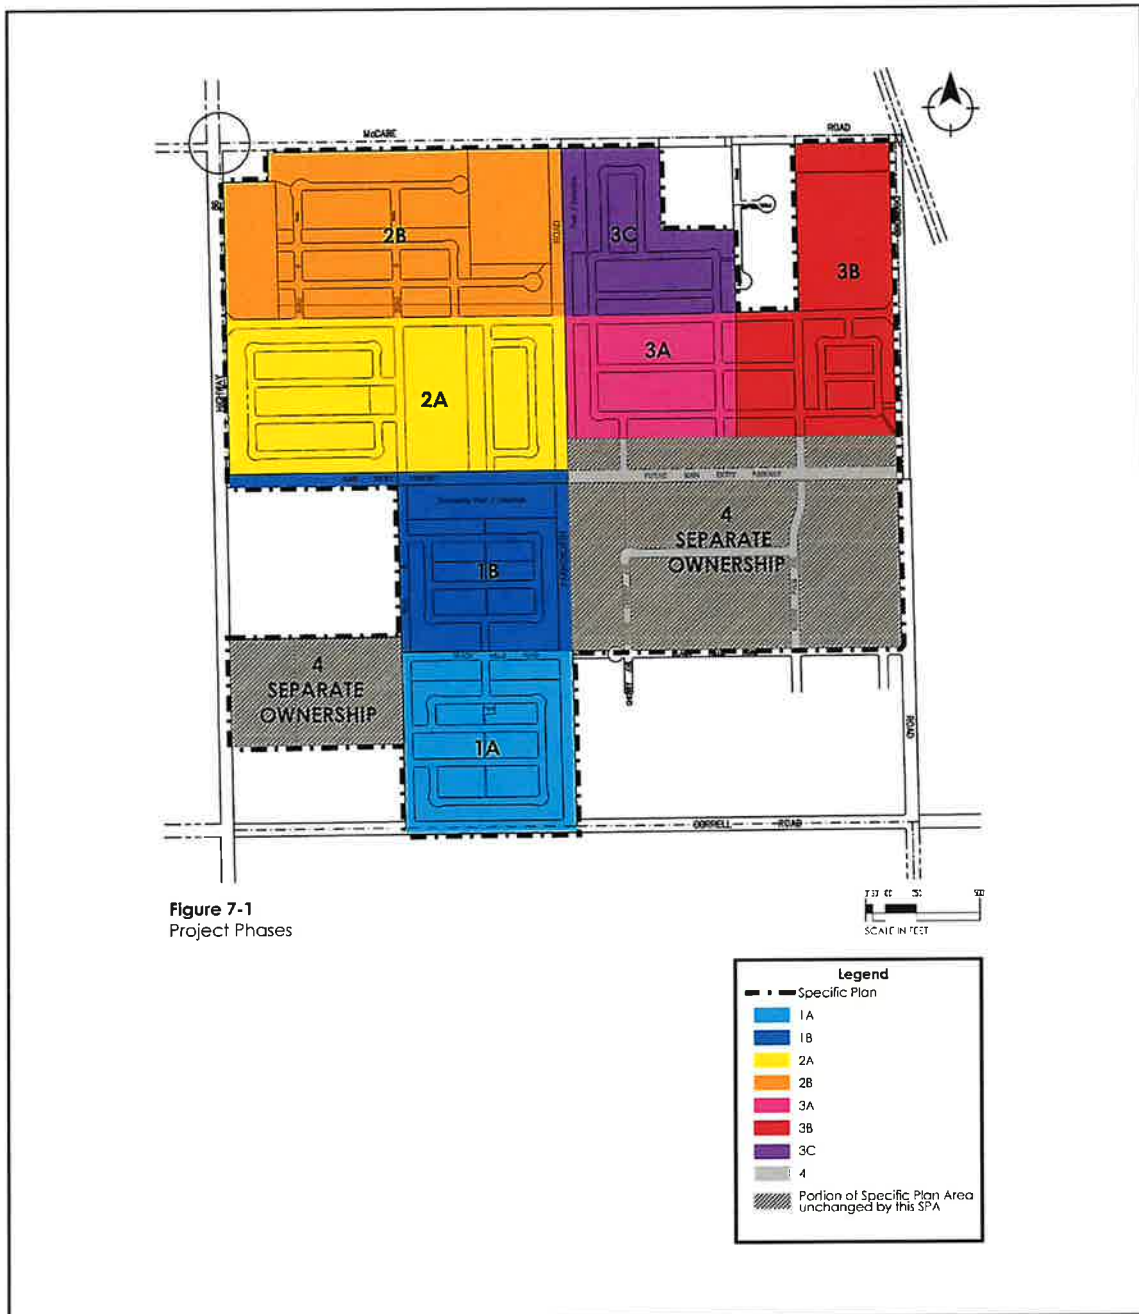 McCABE
ROAD
2B
ROAD
3C
3B
3A
2A
4
SEPARATE
OWNERSHIP
1B
4
SEPARATE
OWNERSHIP
1A
ROAD
CORRELL
ROAD
Figure 7-1
Project Phases
SCALE IN FEET
Legend
Specific Plan
1A
1B
2A
2B
3A
3B
3C
4
Portion of Specific Plan Area
unchanged by this SPA